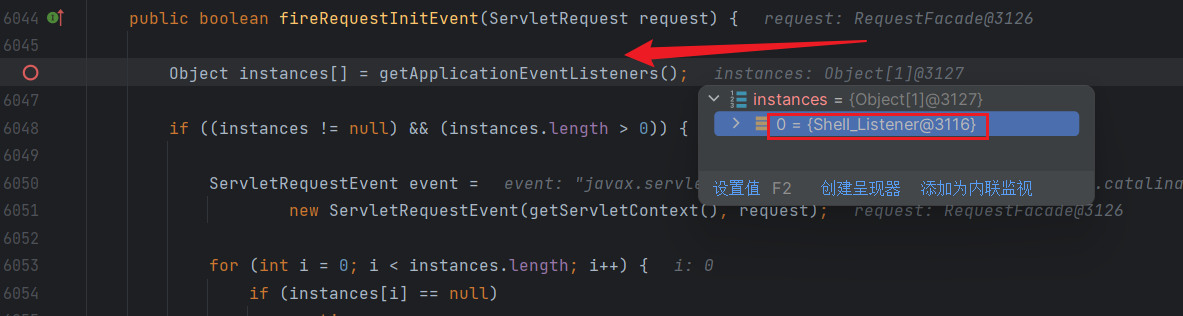 6044 public boolean fireRequestInitEvent(ServletRequest request) { request: RequestFacade@3126
6045
Object instances[] = getApplicationEventListeners(); instances: Object[1]@3127
6047
instances = {Object[1]@3127}
6048 if ((instances != null) && (instances.length > 0)) {
0 = {Shell_Listener@3116}
6049
6050 ServletRequestEvent event = event: "javax.servle
catalina
设置值 F2 创建呈现器 添加为内联监视
6051 new ServletRequestEvent(getServletContext(), request); request: RequestFacade@3126
6052
6053 for (int i = 0; i < instances.length; i++) { i: 0
6054 if (instances[i] == null)